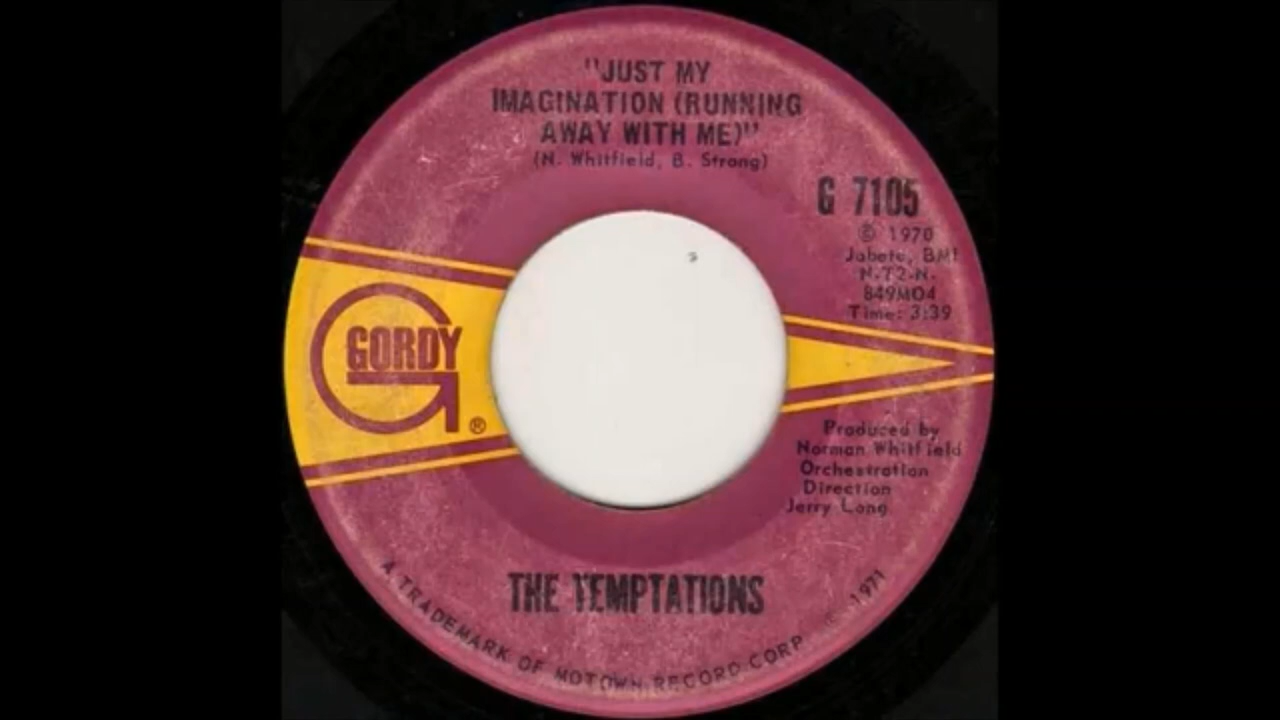 "JUST MY
IMAGINATION (RUNNING
AWAY WITH ME)"
(N. Whitfield, B. Strong)
G 7105
© 1970
Jobete, BMI
N-72-N-
849M04
Time: 3:39
GORDY
®
Produced by
Norman Whitfield
Orchestration
Direction
Jerry Long
THE TEMPTATIONS
A TRADEMARK OF MOTOWN RECORD CORP ℗ 1971